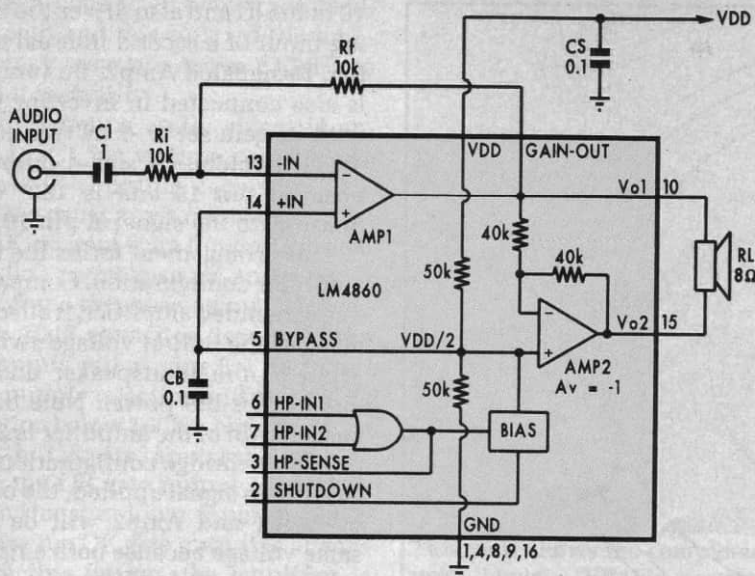 VDD
CS
0.1
Rf
10k
AUDIO
INPUT
C1
1
Ri
10k
VDD
GAIN-OUT
13
-IN
-
Vo1
10
14
+IN
+
AMP1
40k
40k
RL
8Ω
50k
LM4860
-
Vo2
15
5
BYPASS
VDD/2
+
AMP2
Av = -1
CB
0.1
50k
6
HP-IN1
7
HP-IN2
BIAS
3
HP-SENSE
2
SHUTDOWN
GND
1,4,8,9,16